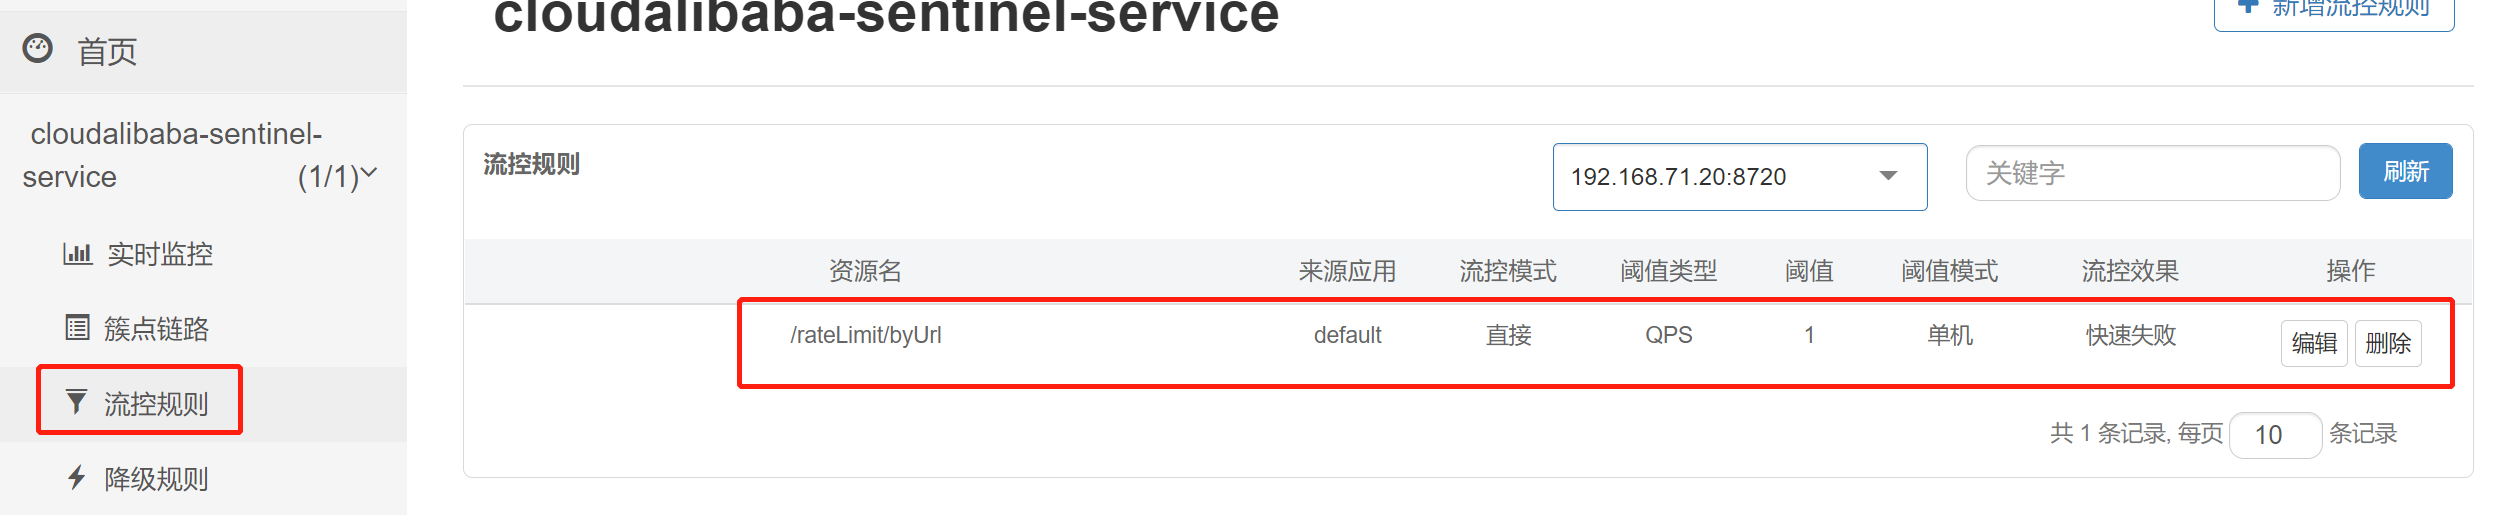 cloudalibaba-sentinel-service
新增流控规则
首页
cloudalibaba-sentinel-
service (1/1)
实时监控
簇点链路
流控规则
降级规则
流控规则 192.168.71.20:8720 关键字 刷新
资源名 来源应用 流控模式 阈值类型 阈值 阈值模式 流控效果 操作
/rateLimit/byUrl default 直接 QPS 1 单机 快速失败 编辑 删除
共 1 条记录, 每页 10 条记录